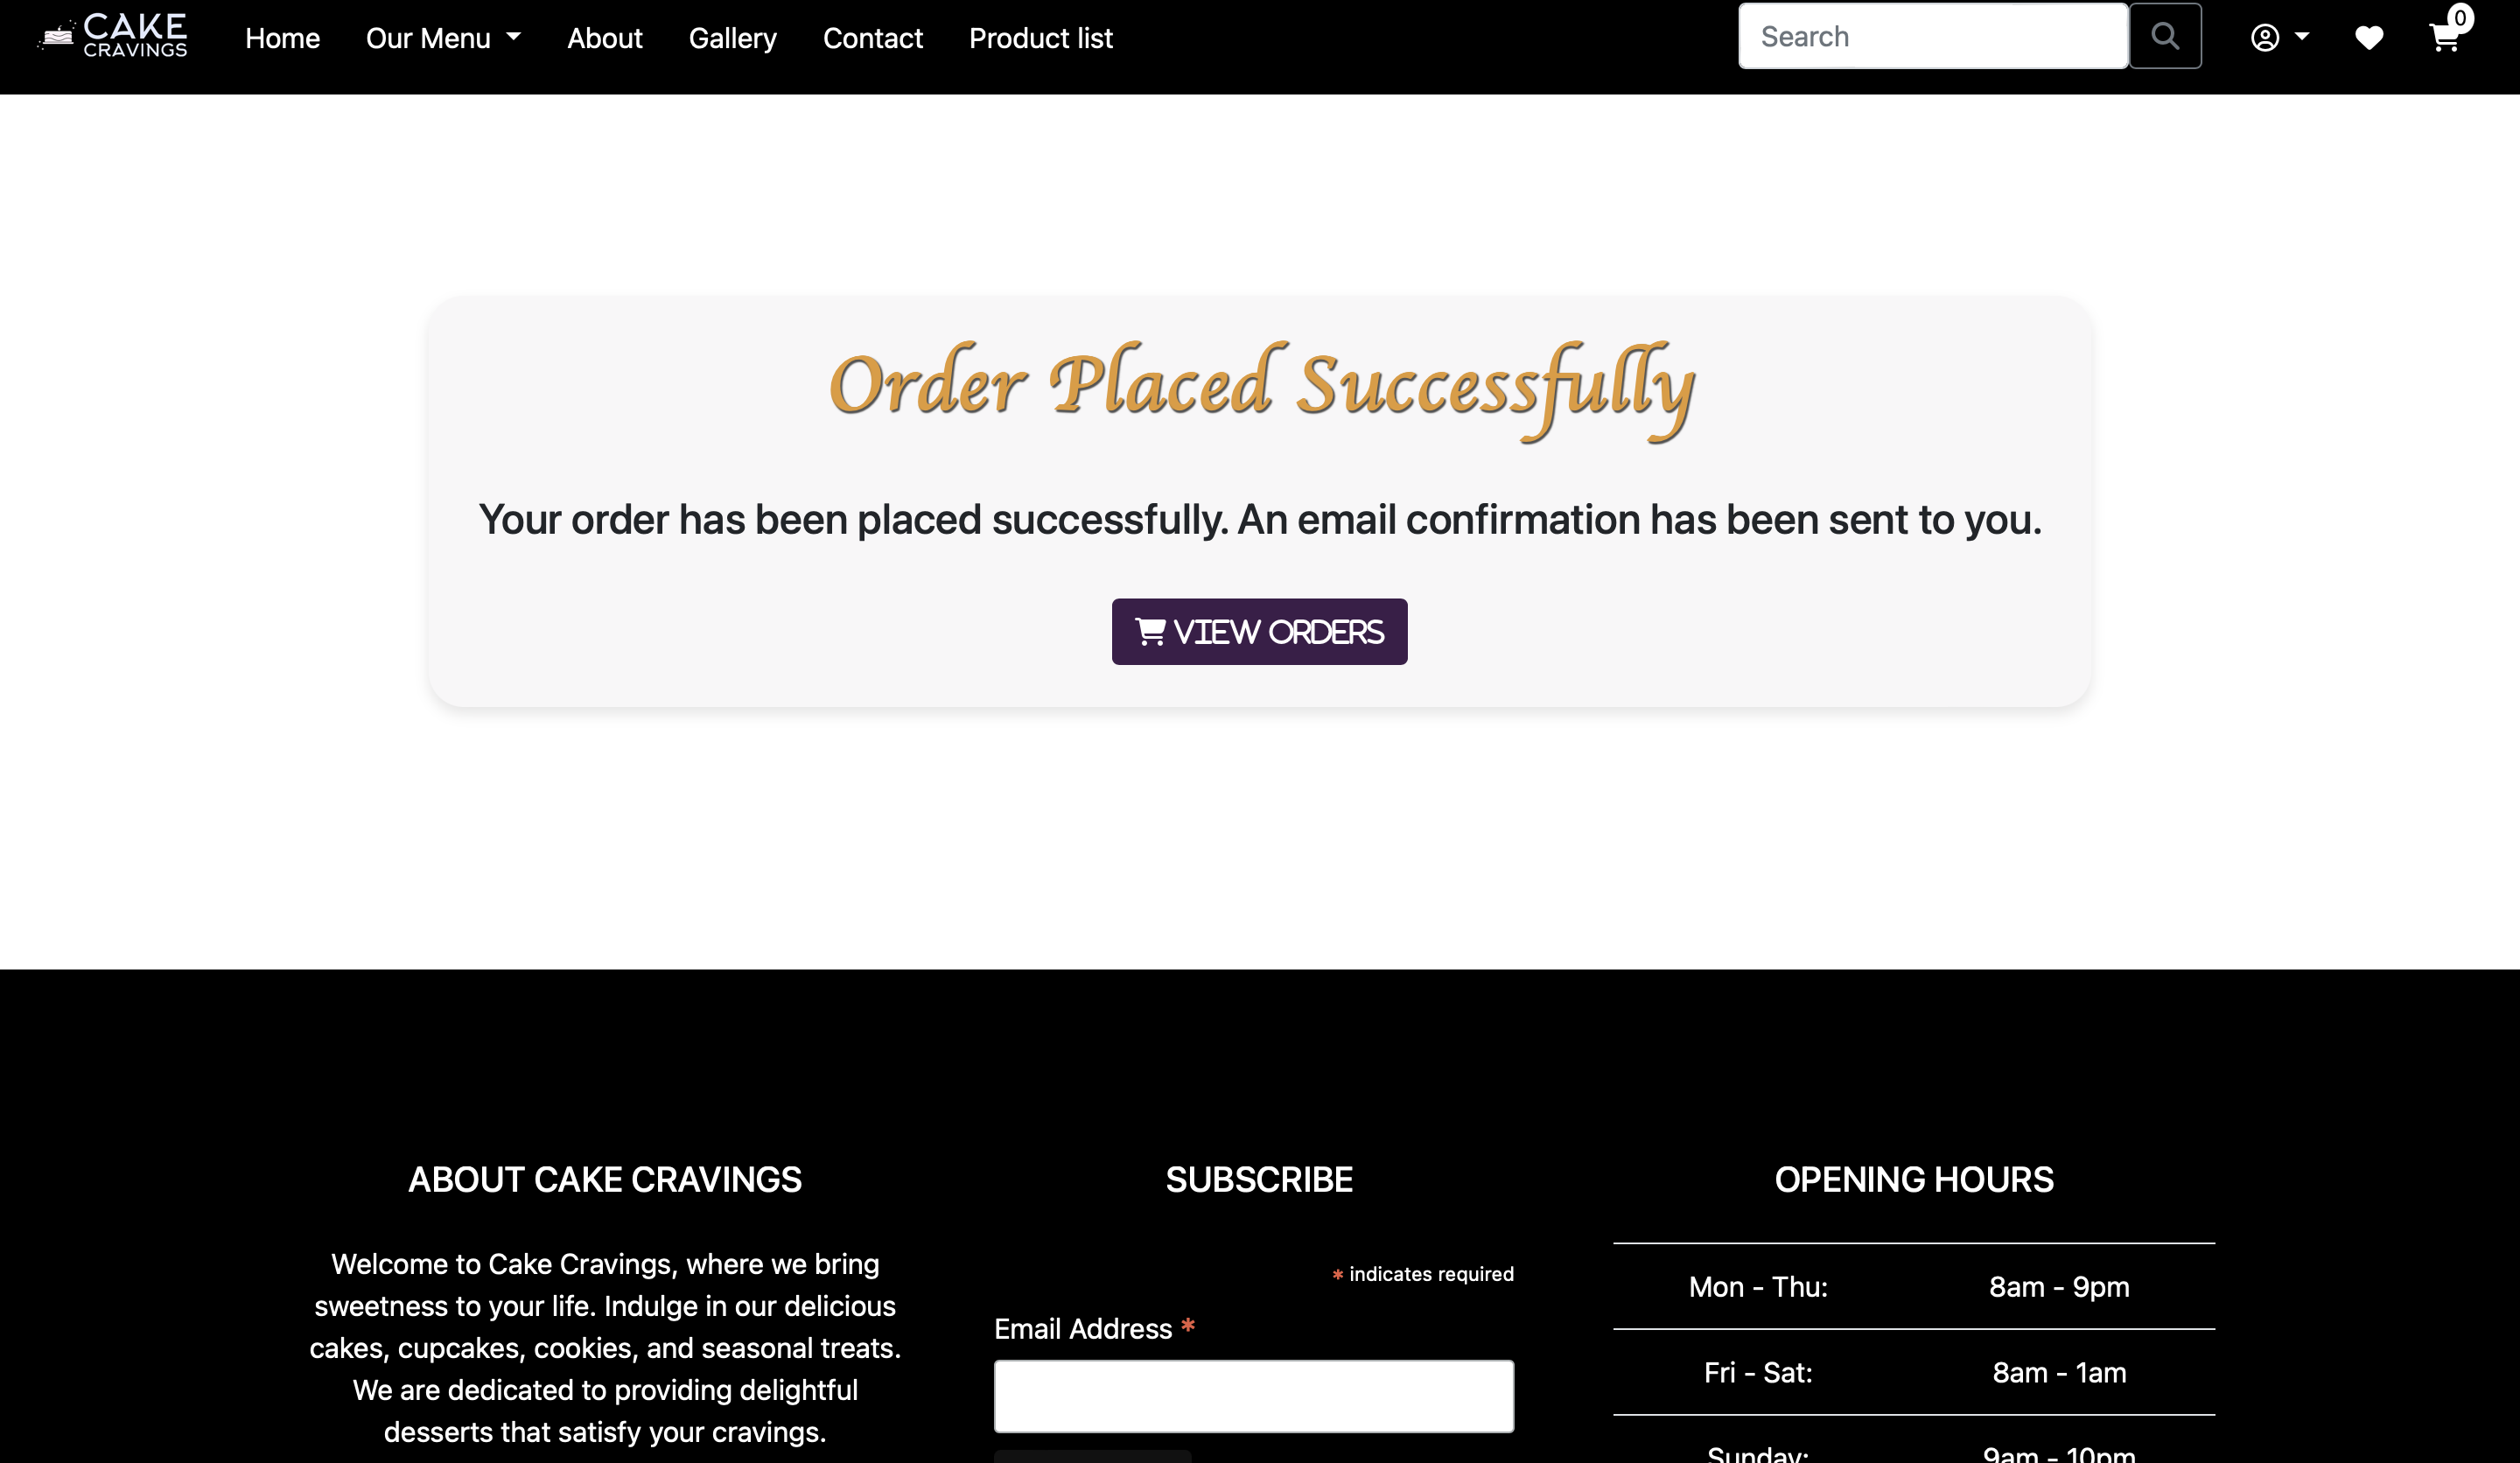 CAKE
CRAVINGS
Home Our Menu About Gallery Contact Product list
Search
0
Order Placed Successfully
Your order has been placed successfully. An email confirmation has been sent to you.
VIEW ORDERS
ABOUT CAKE CRAVINGS
Welcome to Cake Cravings, where we bring
sweetness to your life. Indulge in our delicious
cakes, cupcakes, cookies, and seasonal treats.
We are dedicated to providing delightful
desserts that satisfy your cravings.
SUBSCRIBE
* indicates required
Email Address *
OPENING HOURS
Mon - Thu: 8am - 9pm
Fri - Sat: 8am - 1am
Sunday: 9am - 10pm